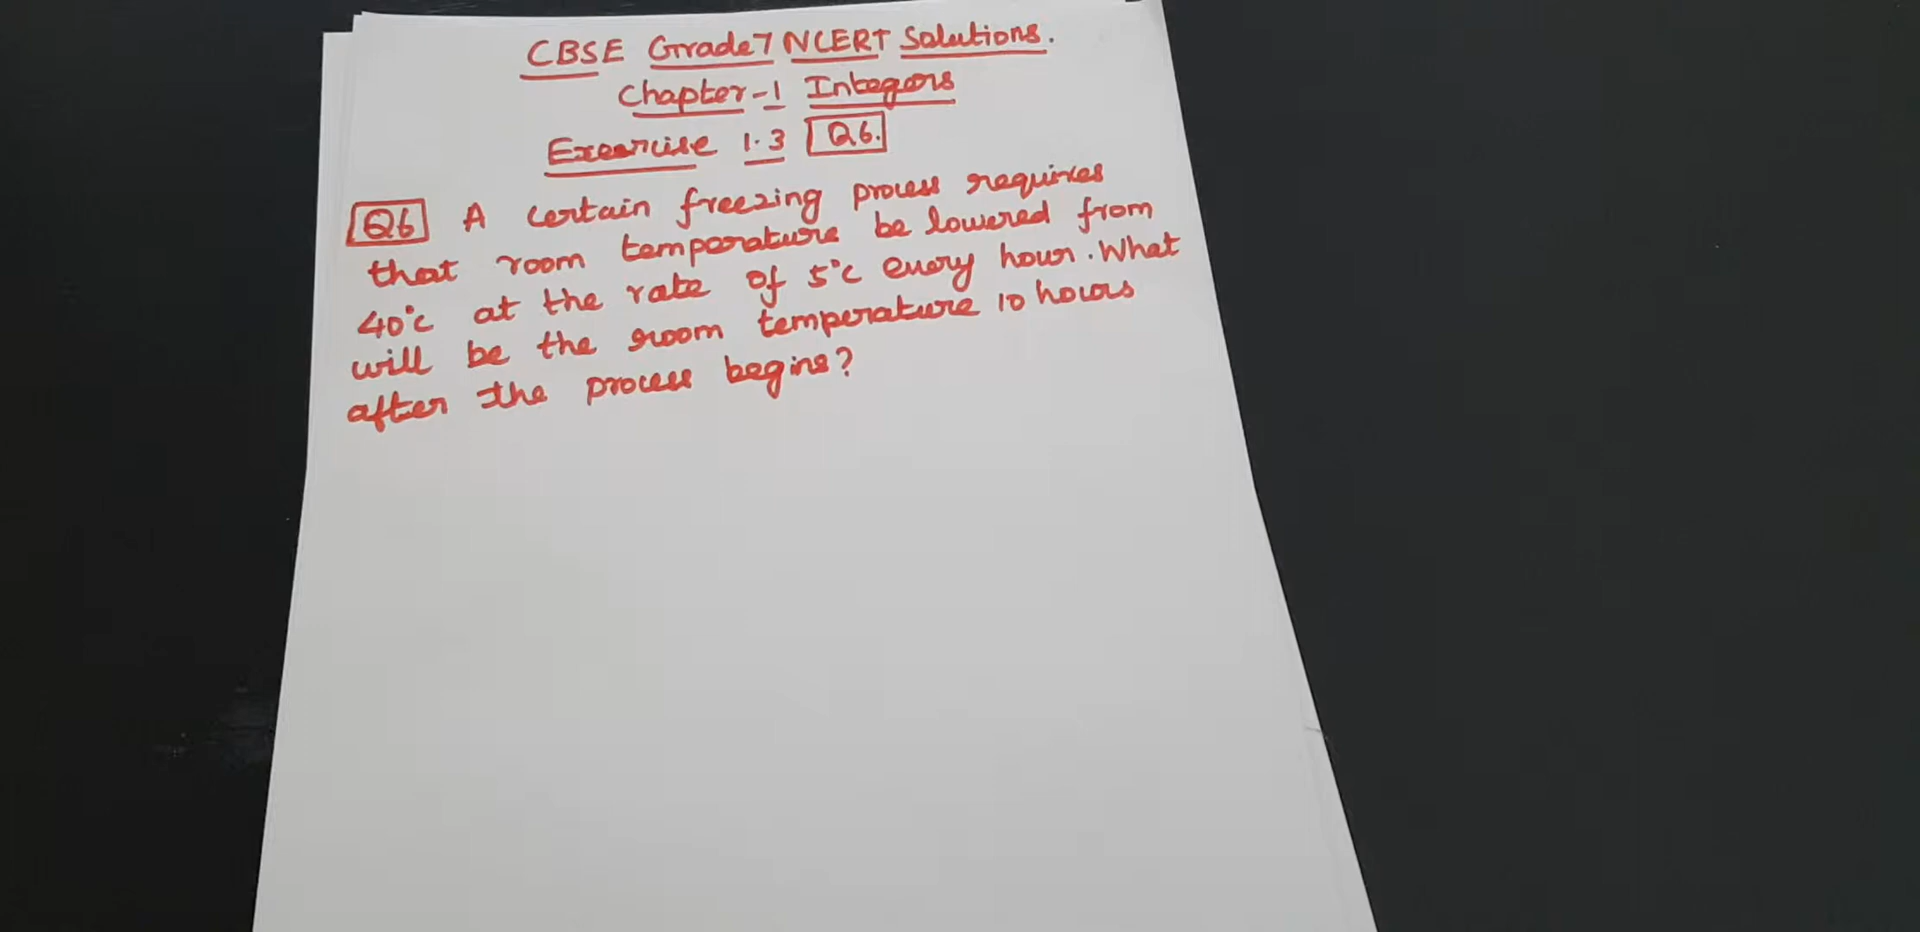 CBSE Grade 7 NCERT Solutions.
Chapter-1 Integers
Exercise 1.3 Q6.
Q6 A certain freezing process requires
that room temperature be lowered from
40°C at the rate of 5°C every hour. What
will be the room temperature 10 hours
after the process begins?